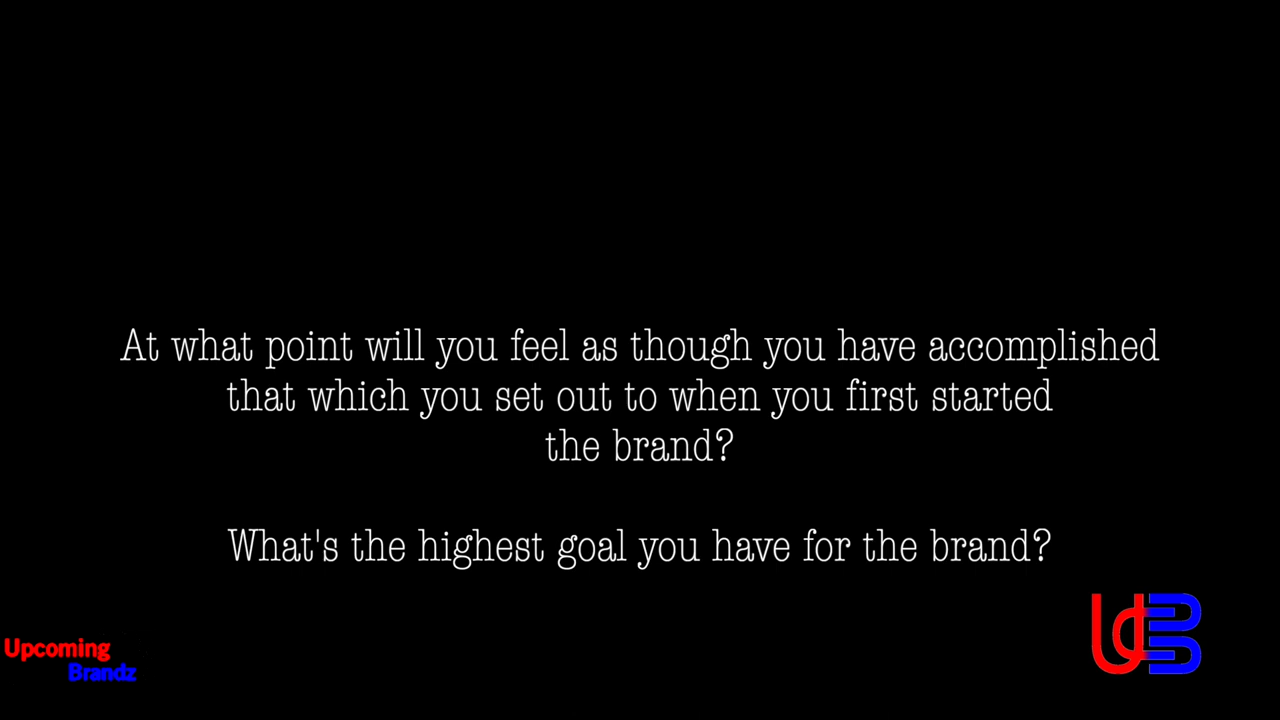 At what point will you feel as though you have accomplished
that which you set out to when you first started
the brand?
What's the highest goal you have for the brand?
Upcoming
Brandz
UCB